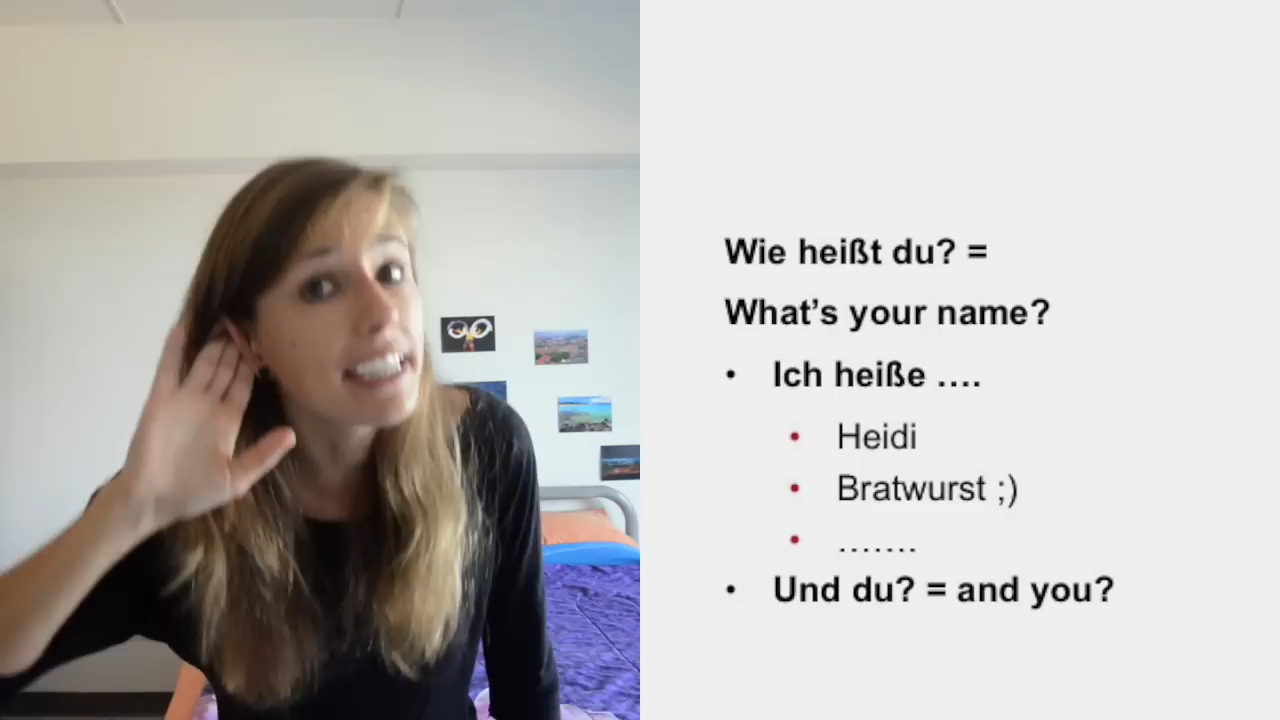 Wie heißt du? =
What’s your name?
• Ich heiße ….
• Heidi
• Bratwurst ;)
• …….
• Und du? = and you?